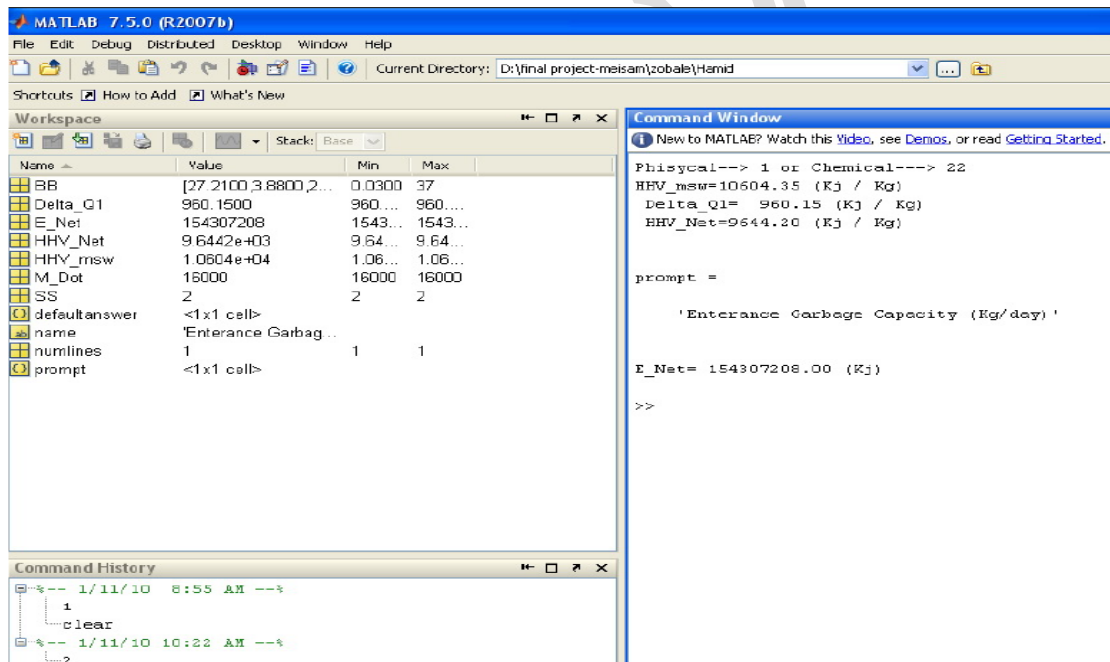 MATLAB 7.5.0 (R2007b)
File Edit Debug Distributed Desktop Window Help
Current Directory: D:\final project-meisam\zobale\Hamid
Shortcuts How to Add What's New
Workspace
Stack: Base
Name Value Min Max
BB [27.2100,3.8800,2... 0.0300 37
Delta_Q1 960.1500 960.... 960....
E_Net 154307208 1543... 1543...
HHV_Net 9.6442e+03 9.64... 9.64...
HHV_msw 1.0604e+04 1.06... 1.06...
M_Dot 16000 16000 16000
SS 2 2 2
defaultanswer <1x1 cell>
name 'Enterance Garbag...
numlines 1 1 1
prompt <1x1 cell>
Command History
%-- 1/11/10 8:55 AM --%
1
clear
%-- 1/11/10 10:22 AM --%
2
Command Window
New to MATLAB? Watch this Video, see Demos, or read Getting Started.
Phisycal--> 1 or Chemical---> 22
HHV_msw=10604.35 (Kj / Kg)
Delta_Q1= 960.15 (Kj / Kg)
HHV_Net=9644.20 (Kj / Kg)
prompt =
'Enterance Garbage Capacity (Kg/day)'
E_Net= 154307208.00 (Kj)
>>